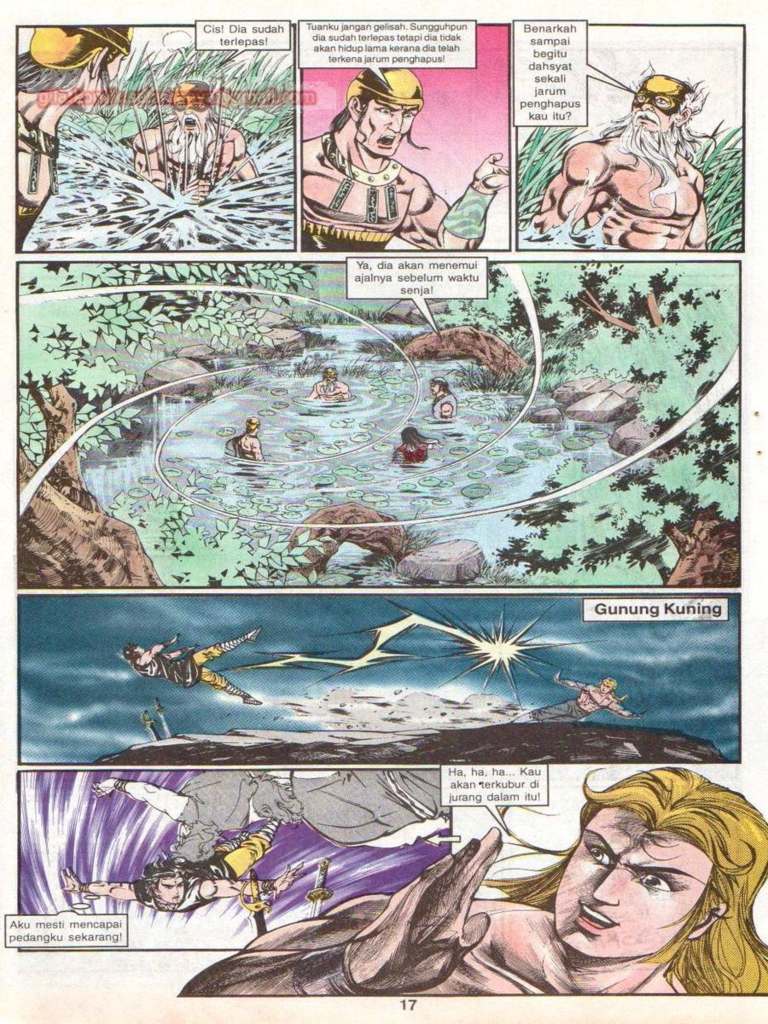 Cis! Dia sudah
terlepas!
Tuanku jangan gelisah. Sungguhpun
dia sudah terlepas tetapi dia tidak
akan hidup lama kerana dia telah
terkena jarum penghapus!
Benarkah
sampai
begitu
dahsyat
sekali
jarum
penghapus
kau itu?
Ya, dia akan menemui
ajalnya sebelum waktu
senja!
Gunung Kuning
Ha, ha, ha... Kau
akan terkubur di
jurang dalam itu!
Aku mesti mencapai
pedangku sekarang!
17